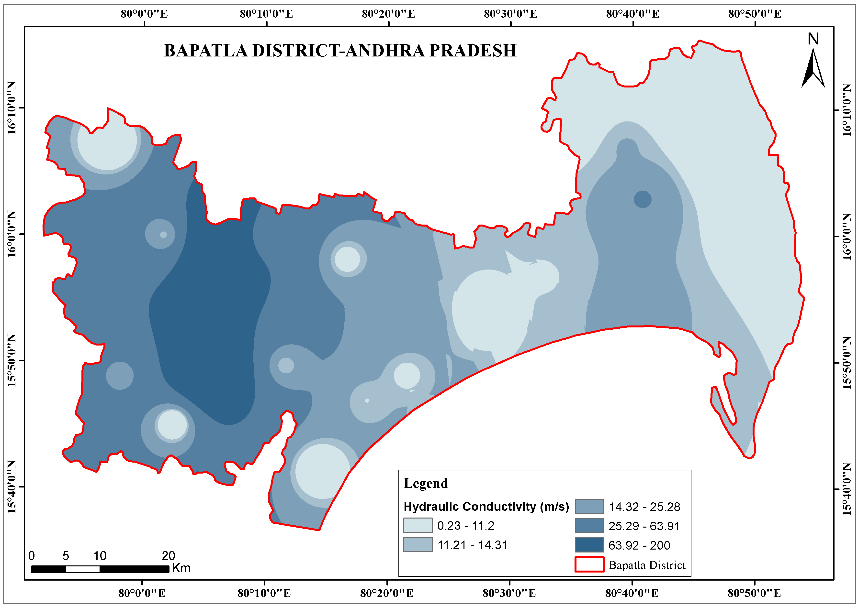 80°0'0"E 80°10'0"E 80°20'0"E 80°30'0"E 80°40'0"E 80°50'0"E
BAPATLA DISTRICT-ANDHRA PRADESH
N
16°10'0"N 16°10'0"N
16°0'0"N 16°0'0"N
15°50'0"N 15°50'0"N
15°40'0"N 15°40'0"N
Legend
Hydraulic Conductivity (m/s)
0.23 - 11.2
11.21 - 14.31
14.32 - 25.28
25.29 - 63.91
63.92 - 200
Bapatla District
0 5 10 20
Km
80°0'0"E 80°10'0"E 80°20'0"E 80°30'0"E 80°40'0"E 80°50'0"E